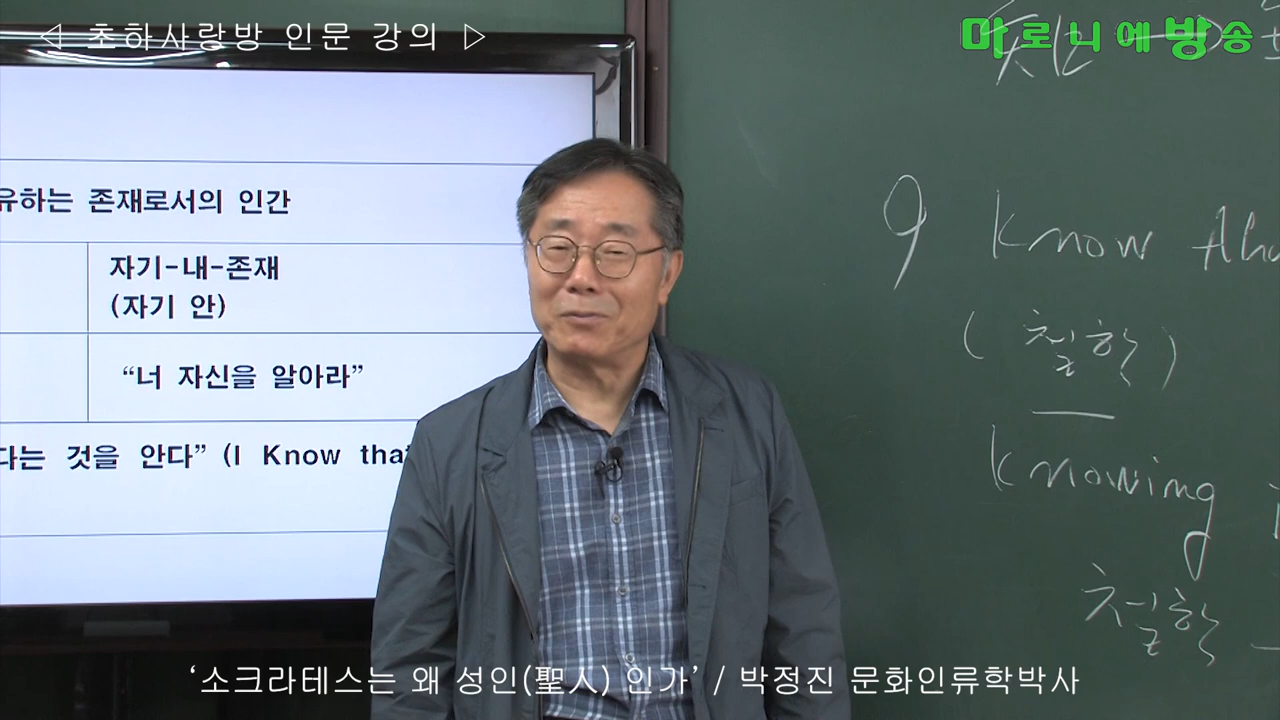 ◁ 초하사랑방 인문 강의 ▷
마로니에방송
유하는 존재로서의 인간
자기-내-존재
(자기 안)
“너 자신을 알아라”
다는 것을 안다” (I Know that
I Know tha
(철학)
Knowing
철학
‘소크라테스는 왜 성인(聖人) 인가’ / 박정진 문화인류학박사